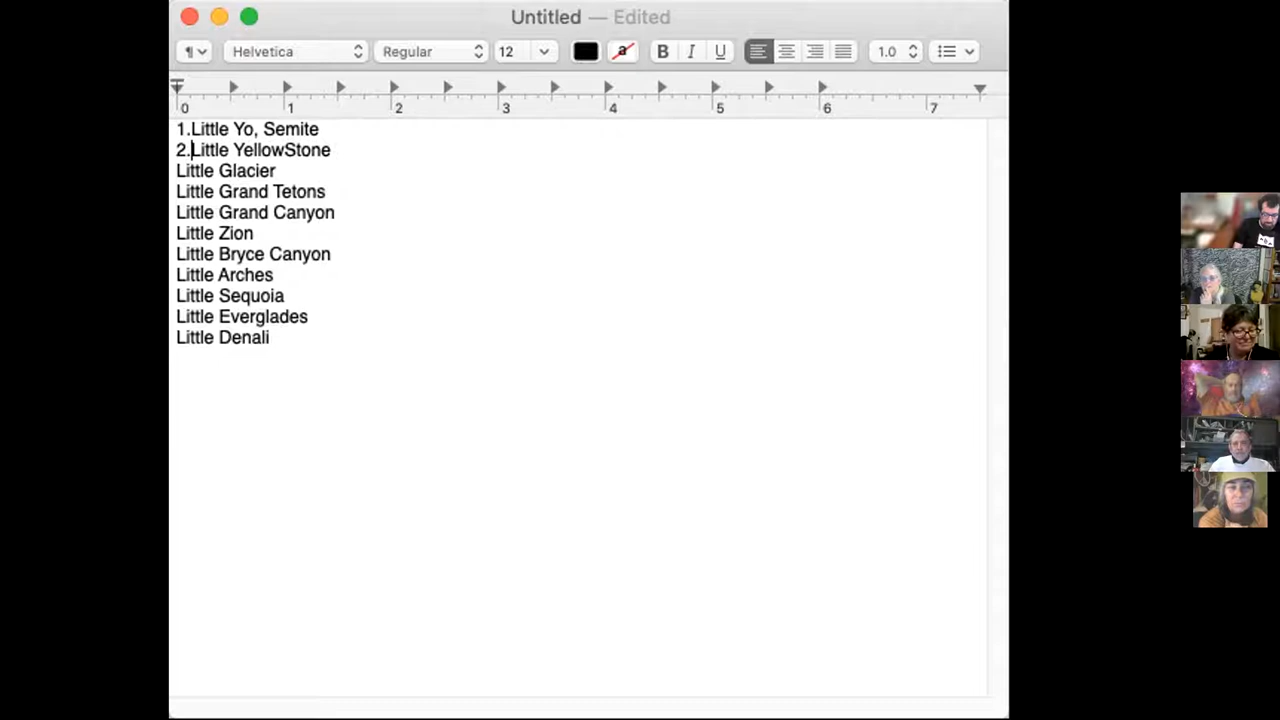 Untitled — Edited
¶ Helvetica Regular 12 a B I U 1.0
0 1 2 3 4 5 6 7
1.Little Yo, Semite
2.Little YellowStone
Little Glacier
Little Grand Tetons
Little Grand Canyon
Little Zion
Little Bryce Canyon
Little Arches
Little Sequoia
Little Everglades
Little Denali